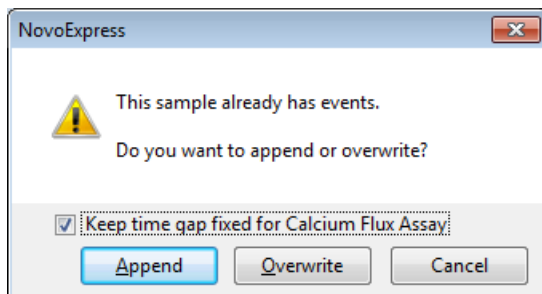 NovoExpress
This sample already has events.
Do you want to append or overwrite?
Keep time gap fixed for Calcium Flux Assay
Append
Overwrite
Cancel